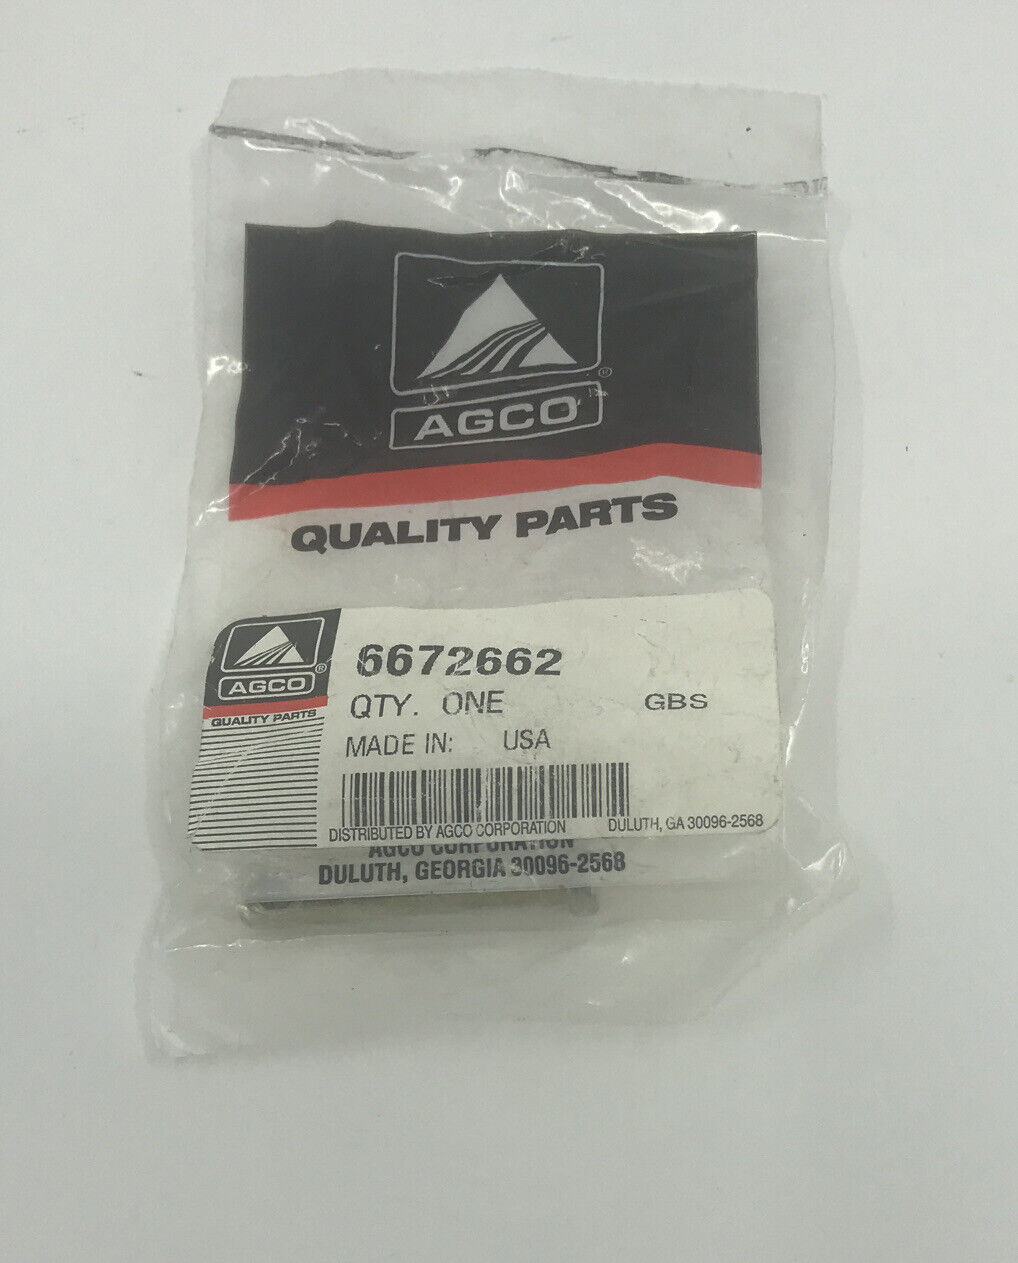 ®
AGCO
QUALITY PARTS
®
AGCO
QUALITY PARTS
6672662
QTY. ONE GBS
MADE IN: USA
DISTRIBUTED BY AGCO CORPORATION DULUTH, GA 30096-2568
AGCO CORPORATION
DULUTH, GEORGIA 30096-2568